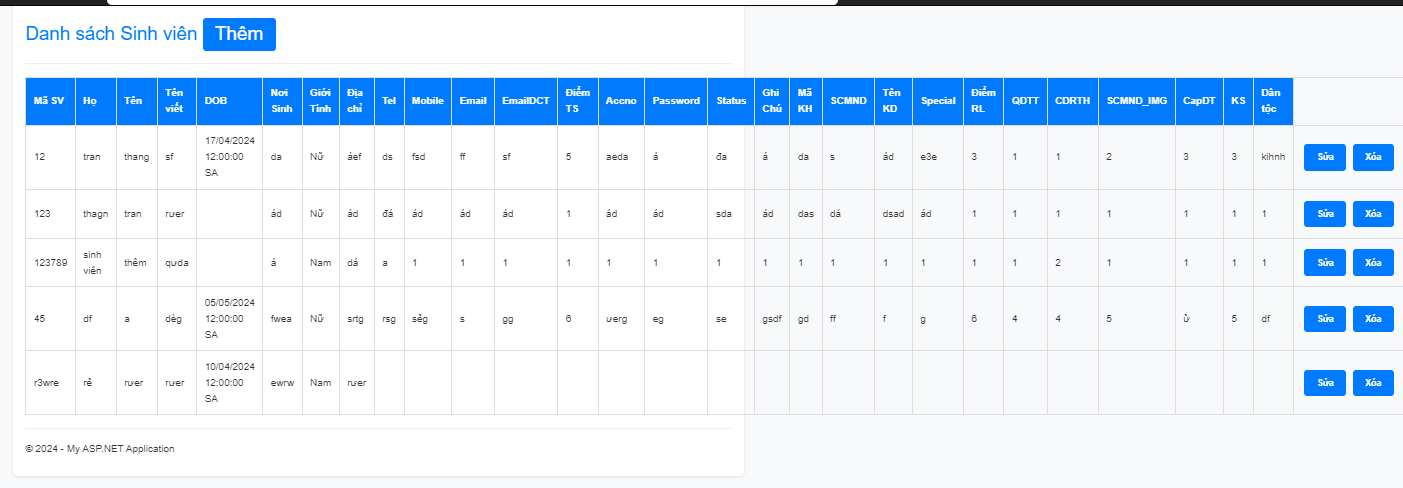 Danh sách Sinh viên Thêm
Mã SV Họ Tên Tên viết DOB Nơi Sinh Giới Tính Địa chỉ Tel Mobile Email EmailDCT Điểm TS Accno Password Status Ghi Chú Mã KH SCMND Tên KD Special Điểm RL QĐTT CDRTH SCMND_IMG CapDT KS Dân tộc
12 tran thang sf 17/04/2024 12:00:00 SA da Nữ áef ds fsd ff sf 5 aeda á đa á da s ád e3e 3 1 1 2 3 3 kihnh Sửa Xóa
123 thagn tran rưer ád Nữ ád đá ád ád ád 1 ád ád sda ád das dá dsad ád 1 1 1 1 1 1 1 Sửa Xóa
123789 sinh viên thêm qưda á Nam dá a 1 1 1 1 1 1 1 1 1 1 1 1 1 1 2 1 1 1 1 Sửa Xóa
45 df a dèg 05/05/2024 12:00:00 SA fwea Nữ srtg rsg sẻg s gg 6 ưerg eg se gsdf gd ff f g 6 4 4 5 ử 5 df Sửa Xóa
r3wre rẻ rưer rưer 10/04/2024 12:00:00 SA ewrw Nam rưer Sửa Xóa
© 2024 - My ASP.NET Application